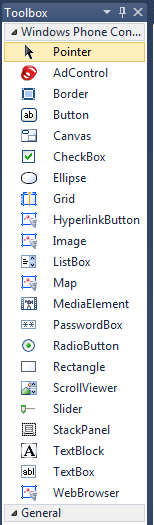 Toolbox
Windows Phone Con...
Pointer
AdControl
Border
Button
Canvas
CheckBox
Ellipse
Grid
HyperlinkButton
Image
ListBox
Map
MediaElement
PasswordBox
RadioButton
Rectangle
ScrollViewer
Slider
StackPanel
TextBlock
TextBox
WebBrowser
General